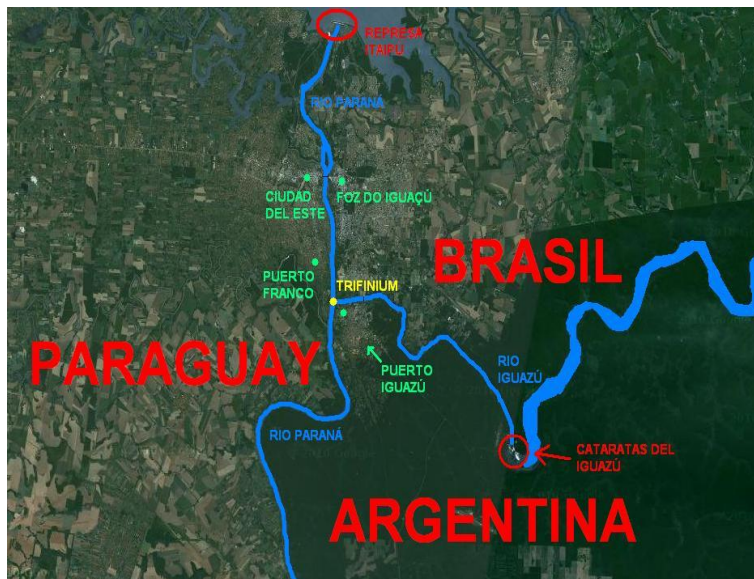 REPRESA
ITAIPU
RIO PARANÁ
CIUDAD
DEL ESTE
FOZ DO IGUAÇÚ
BRASIL
PUERTO
FRANCO
TRIFINIUM
PARAGUAY
PUERTO
IGUAZÚ
RIO
IGUAZÚ
RIO PARANÁ
CATARATAS DEL
IGUAZÚ
ARGENTINA